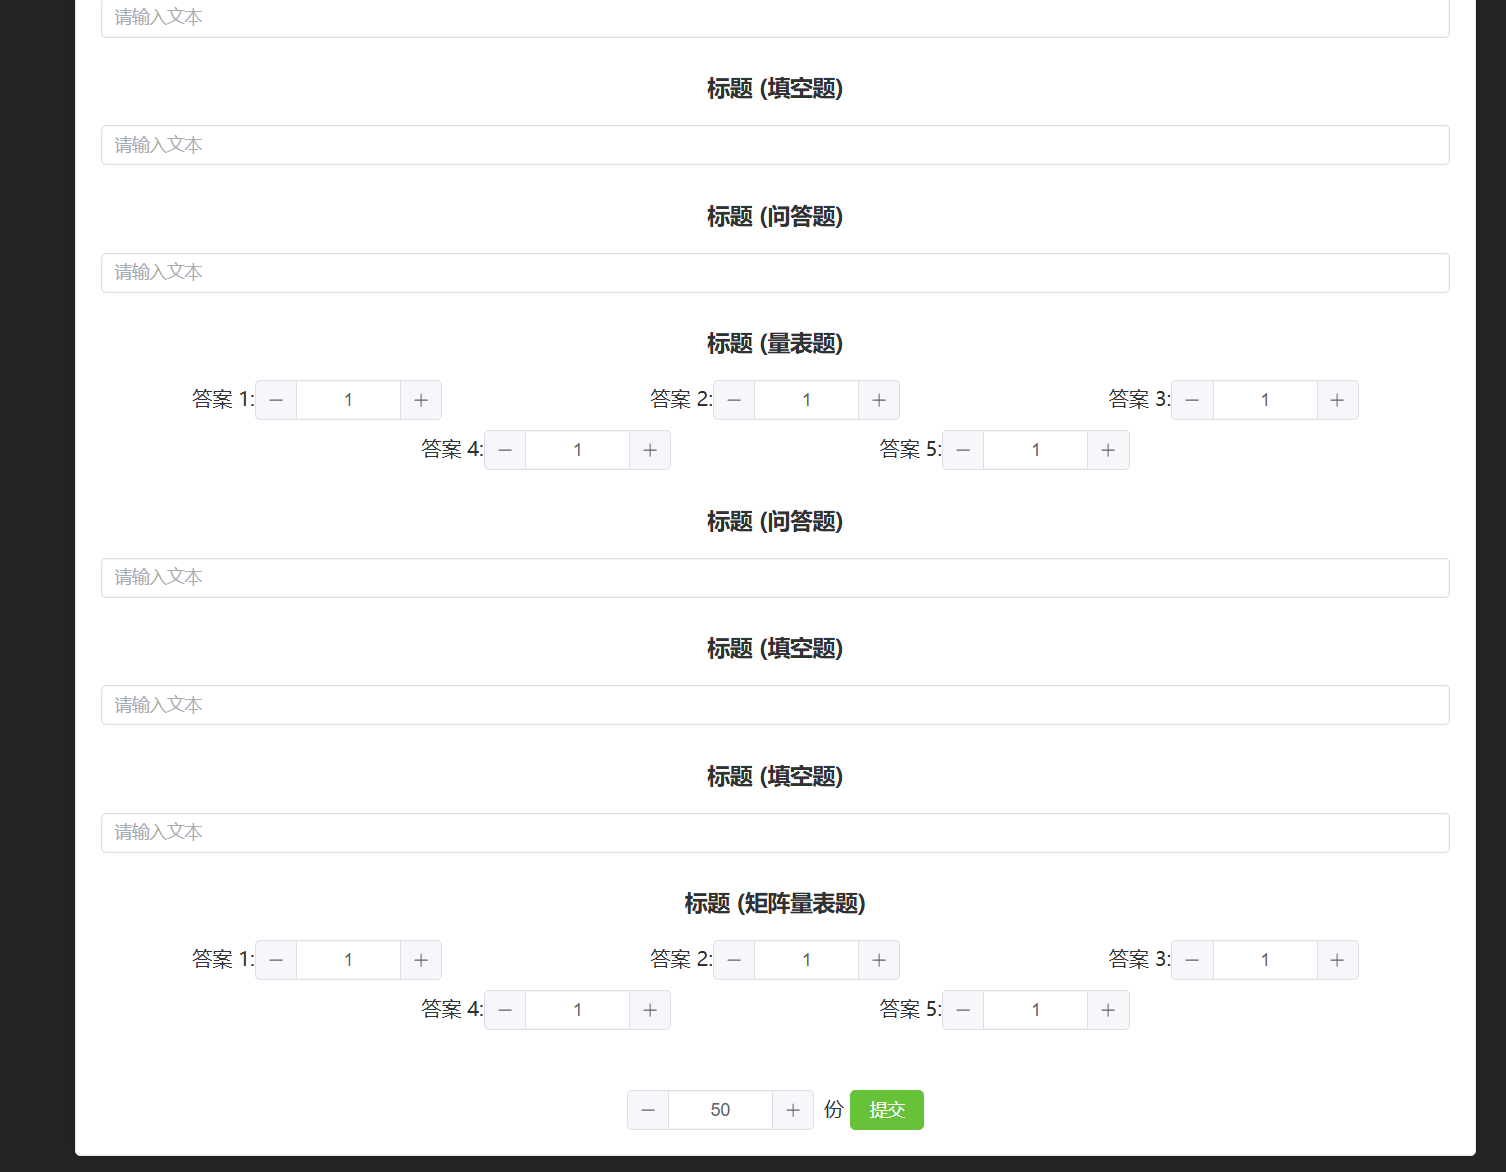 请输入文本
标题 (填空题)
请输入文本
标题 (问答题)
请输入文本
标题 (量表题)
答案 1: 1 答案 2: 1 答案 3: 1
答案 4: 1 答案 5: 1
标题 (问答题)
请输入文本
标题 (填空题)
请输入文本
标题 (填空题)
请输入文本
标题 (矩阵量表题)
答案 1: 1 答案 2: 1 答案 3: 1
答案 4: 1 答案 5: 1
50 份 提交